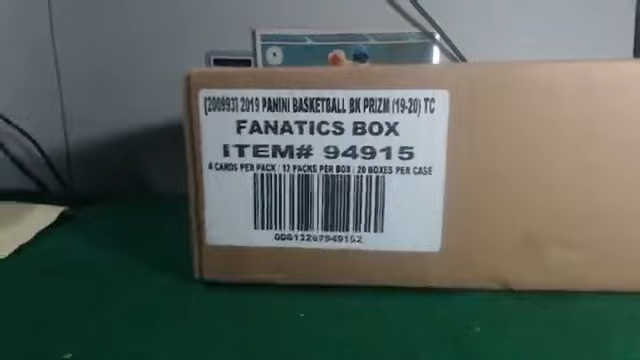 [200993] 2019 PANINI BASKETBALL BK PRIZM (19-20) TC
FANATICS BOX
ITEM# 94915
4 CARDS PER PACK | 12 PACKS PER BOX | 20 BOXES PER CASE